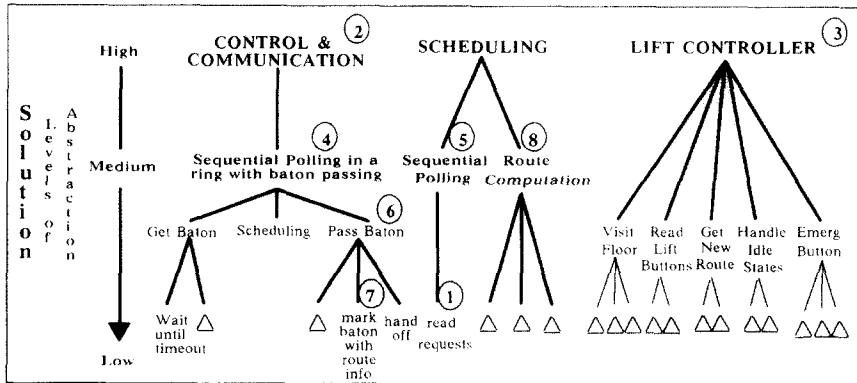 High
CONTROL &
COMMUNICATION
2
SCHEDULING
LIFT CONTROLLER
3
Solution
Levels of
Abstraction
Medium
4
Sequential Polling in a
ring with baton passing
5
Sequential
Polling
8
Route
Computation
6
Get Baton
Scheduling
Pass Baton
Visit
Floor
Read
Lift
Buttons
Get
New
Route
Handle
Idle
States
Emerg
Button
Wait
until
timeout
7
mark
baton
with
route
info
hand
off
1
read
requests
Low